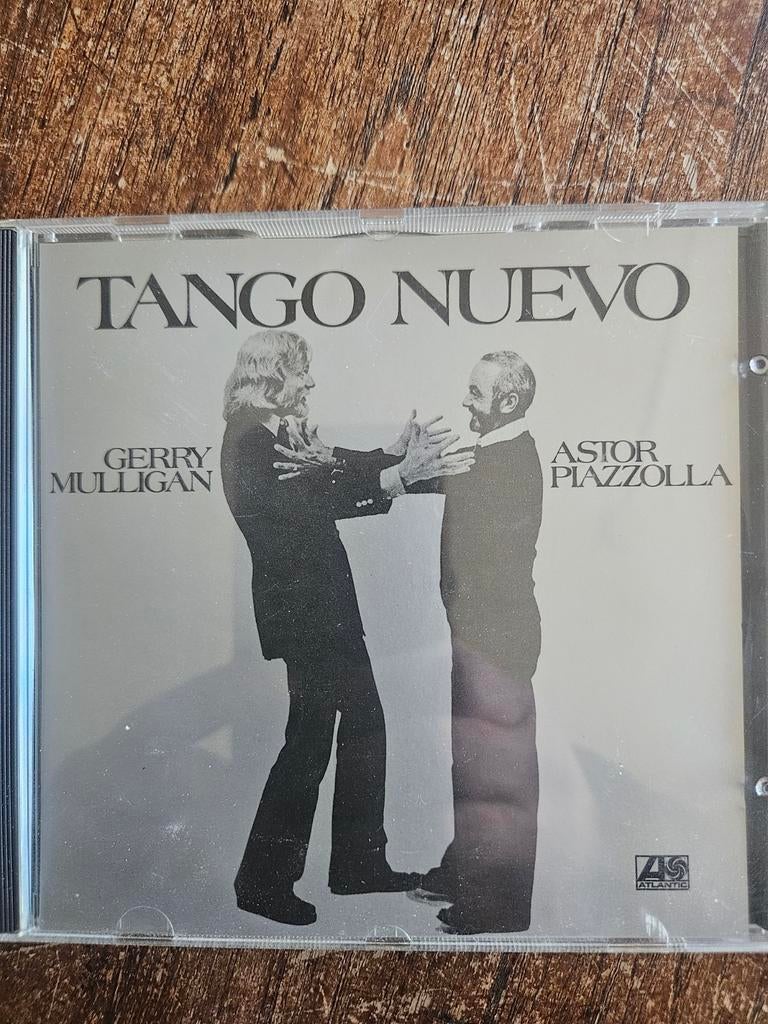 TANGO NUEVO
GERRY
MULLIGAN
ASTOR
PIAZZOLLA
ATLANTIC